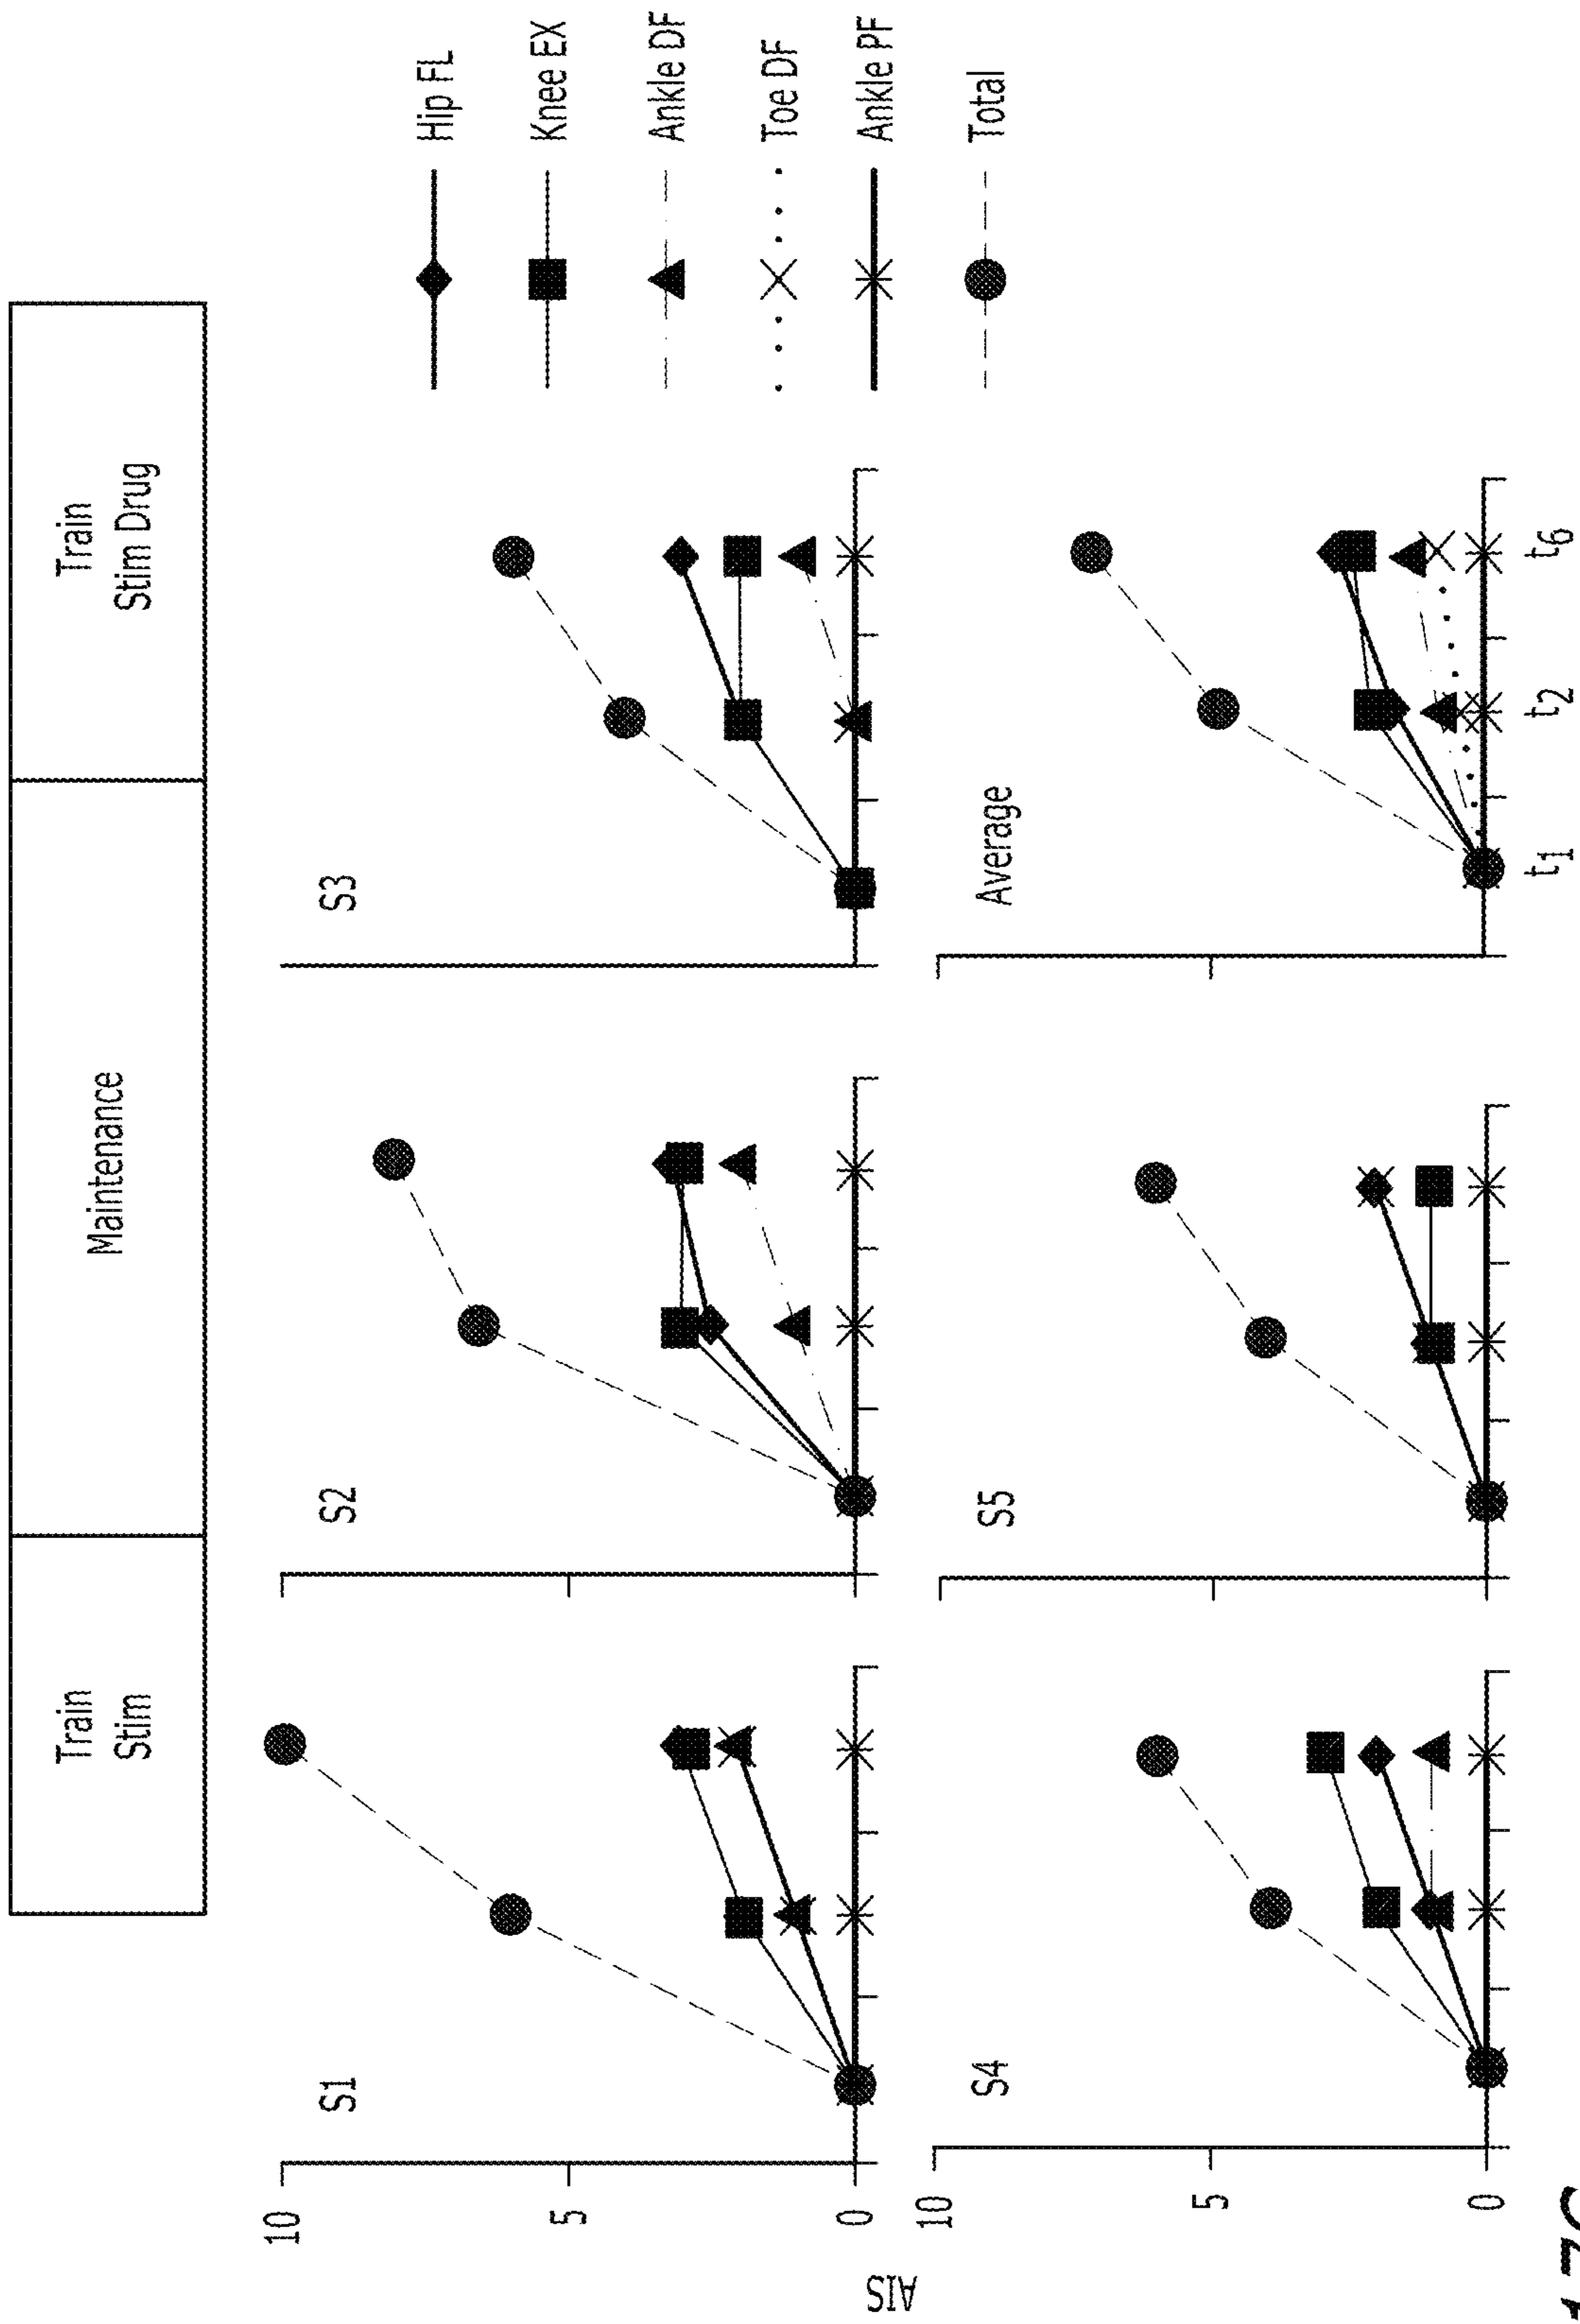 Train
Stim
Maintenance
Train
Stim Drug
S1
S2
S3
Hip FL
Knee EX
Ankle DF
Toe DF
Ankle PF
Total
10
5
0
AIS
S4
S5
Average
10
5
0
t1
t2
t6